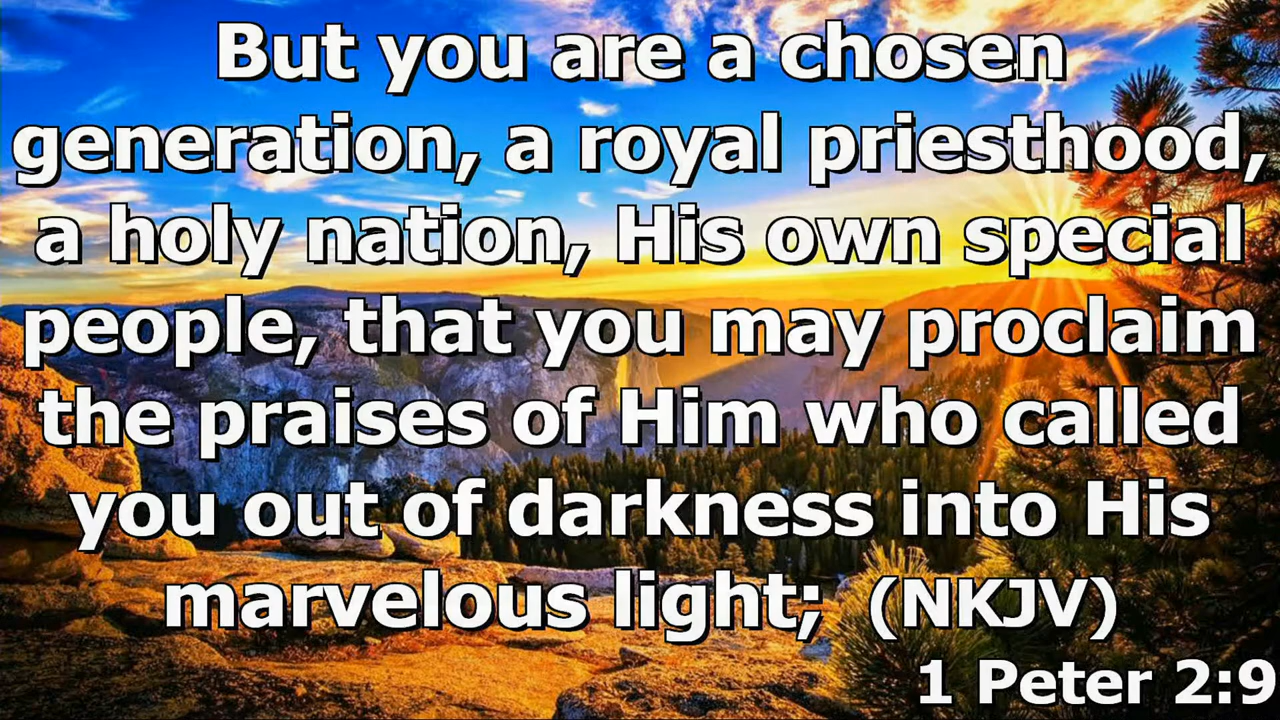 But you are a chosen
generation, a royal priesthood,
a holy nation, His own special
people, that you may proclaim
the praises of Him who called
you out of darkness into His
marvelous light; (NKJV)
1 Peter 2:9